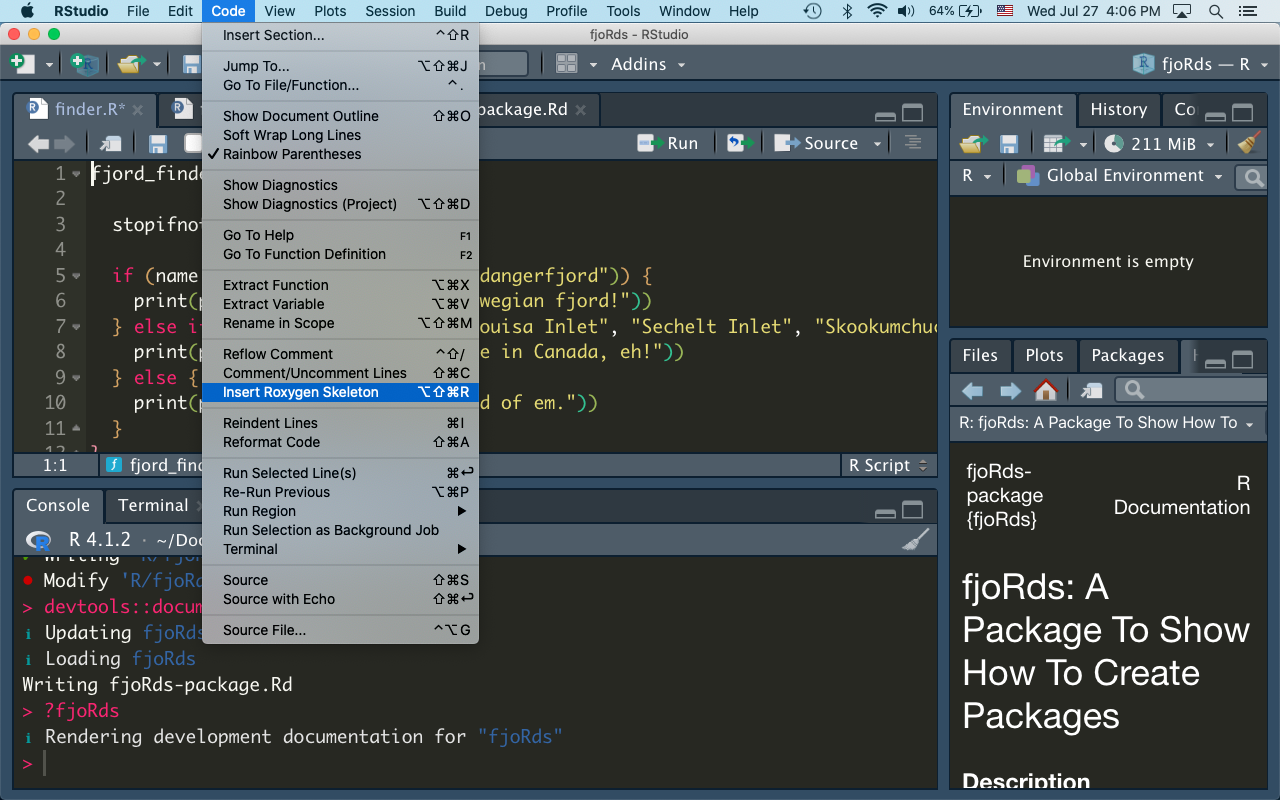 RStudio File Edit Code View Plots Session Build Debug Profile Tools Window Help 64% Wed Jul 27 4:06 PM
fjoRds - RStudio
Addins fjoRds — R
finder.R* package.Rd
Run Source
1 fjord_finde
2
3 stopifno
4
5 if (name dangerfjord")) {
6 print( wegian fjord!"))
7 } else i ouisa Inlet", "Sechelt Inlet", "Skookumchu
8 print( e in Canada, eh!"))
9 } else {
10 print( d of em."))
11 }
1:1 fjord_find R Script
Insert Section... ⌃⇧R
Jump To... ⌥⇧⌘J
Go To File/Function... ⌃.
Show Document Outline ⇧⌘O
Soft Wrap Long Lines
✓ Rainbow Parentheses
Show Diagnostics
Show Diagnostics (Project) ⌥⇧⌘D
Go To Help F1
Go To Function Definition F2
Extract Function ⌥⌘X
Extract Variable ⌥⌘V
Rename in Scope ⌥⇧⌘M
Reflow Comment ⌃⇧/
Comment/Uncomment Lines ⇧⌘C
Insert Roxygen Skeleton ⌥⇧⌘R
Reindent Lines ⌘I
Reformat Code ⇧⌘A
Run Selected Line(s) ⌘↩
Re-Run Previous ⌥⌘P
Run Region ▶
Run Selection as Background Job
Terminal ▶
Source ⇧⌘S
Source with Echo ⇧⌘↩
Source File... ⌃⌥G
Console Terminal
R 4.1.2 · ~/Doc
Modify 'R/fjoRd
> devtools::docum
i Updating fjoRds
i Loading fjoRds
Writing fjoRds-package.Rd
> ?fjoRds
i Rendering development documentation for "fjoRds"
>
Environment History Co
211 MiB
R Global Environment
Environment is empty
Files Plots Packages
R: fjoRds: A Package To Show How To
fjoRds-
package
{fjoRds}
R
Documentation
fjoRds: A
Package To Show
How To Create
Packages
Description